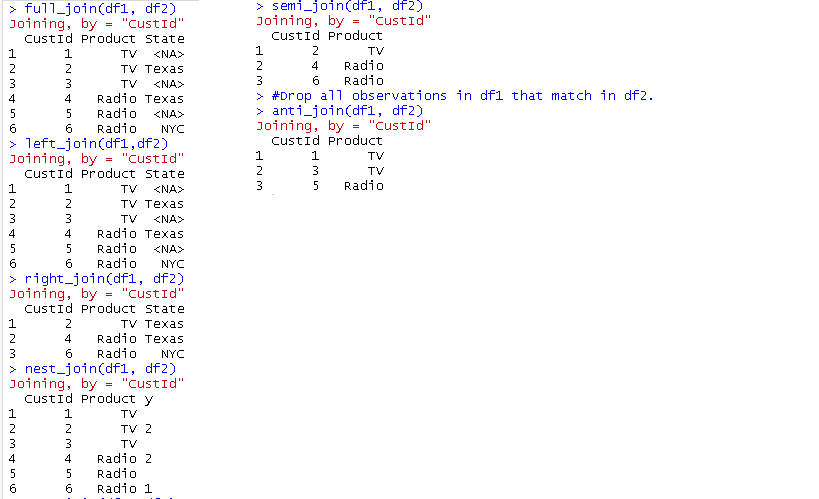 > full_join(df1, df2)
Joining, by = "CustId"
  CustId Product State
1      1      TV  <NA>
2      2      TV Texas
3      3      TV  <NA>
4      4   Radio Texas
5      5   Radio  <NA>
6      6   Radio   NYC
> left_join(df1,df2)
Joining, by = "CustId"
  CustId Product State
1      1      TV  <NA>
2      2      TV Texas
3      3      TV  <NA>
4      4   Radio Texas
5      5   Radio  <NA>
6      6   Radio   NYC
> right_join(df1, df2)
Joining, by = "CustId"
  CustId Product State
1      2      TV Texas
2      4   Radio Texas
3      6   Radio   NYC
> nest_join(df1, df2)
Joining, by = "CustId"
  CustId Product y
1      1      TV
2      2      TV 2
3      3      TV
4      4   Radio 2
5      5   Radio
6      6   Radio 1
> semi_join(df1, df2)
Joining, by = "CustId"
  CustId Product
1      2      TV
2      4   Radio
3      6   Radio
> #Drop all observations in df1 that match in df2.
> anti_join(df1, df2)
Joining, by = "CustId"
  CustId Product
1      1      TV
2      3      TV
3      5   Radio